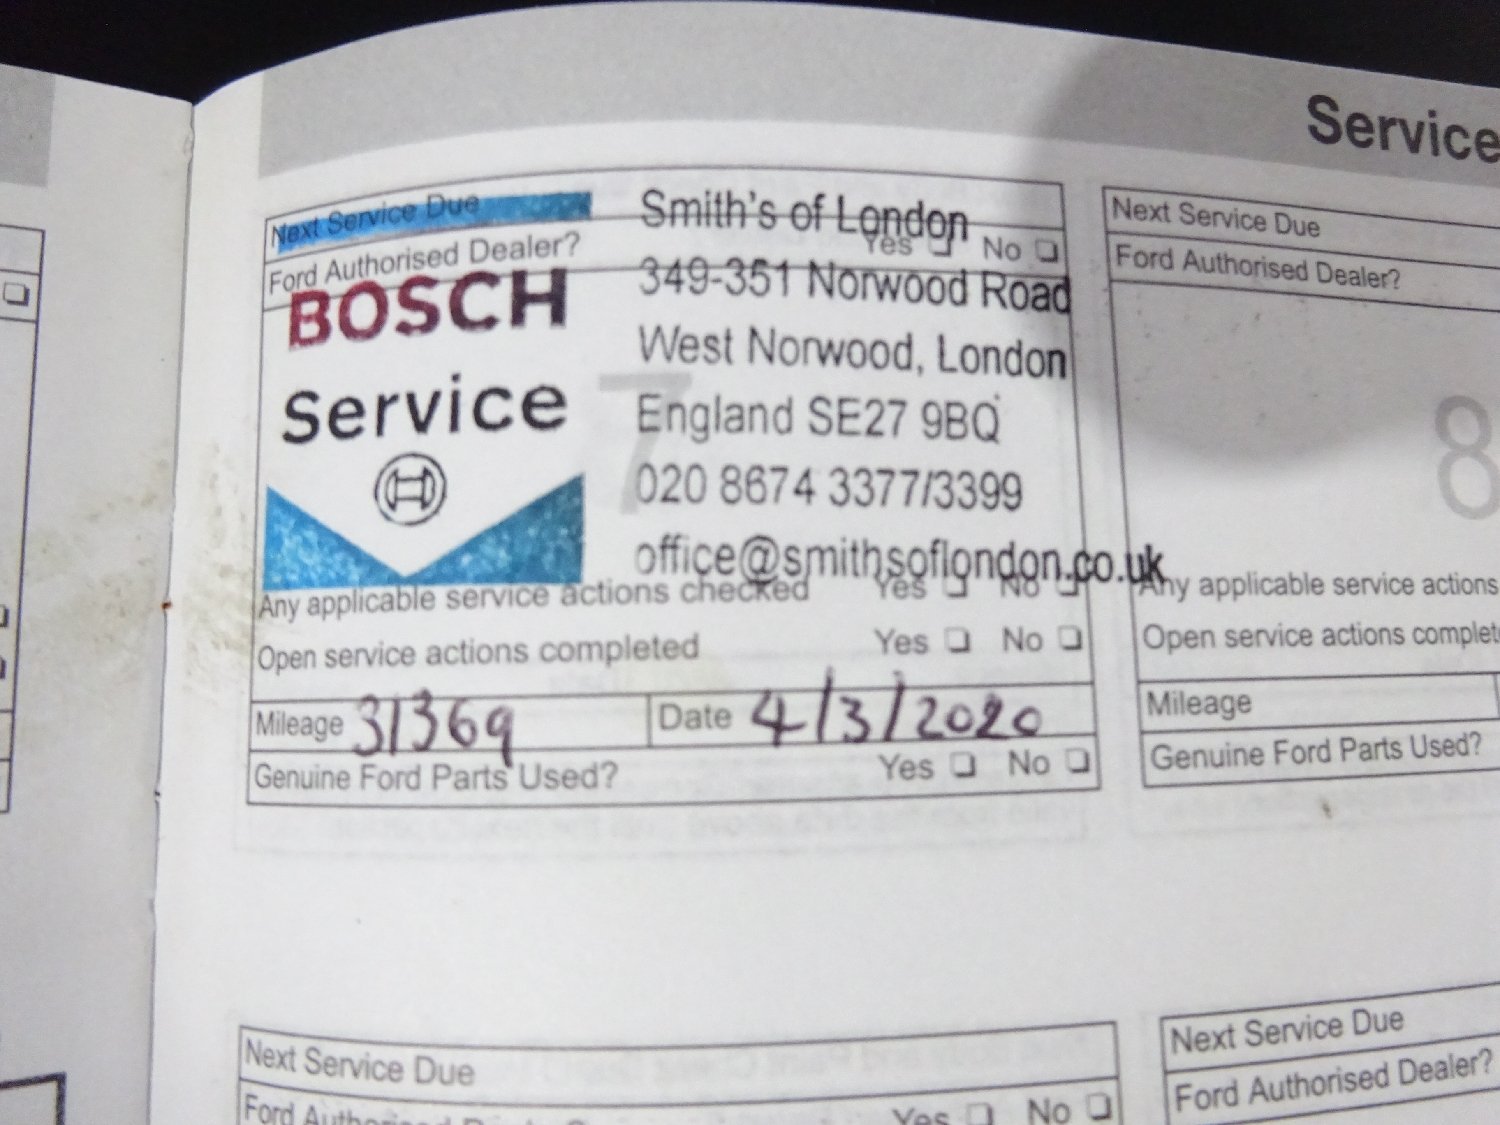 Service
Next Service Due
Ford Authorised Dealer? Yes No
BOSCH
Service
Smith's of London
349-351 Norwood Road
West Norwood, London
England SE27 9BQ
020 8674 3377/3399
office@smithsoflondon.co.uk
7
Any applicable service actions checked Yes No
Open service actions completed Yes No
Mileage 31369 Date 4/3/2020
Genuine Ford Parts Used? Yes No
Next Service Due
Ford Authorised Dealer?
8
Any applicable service actions
Open service actions
Mileage
Genuine Ford Parts Used?
Next Service Due
Ford Yes No
Next Service Due
Ford Authorised Dealer?